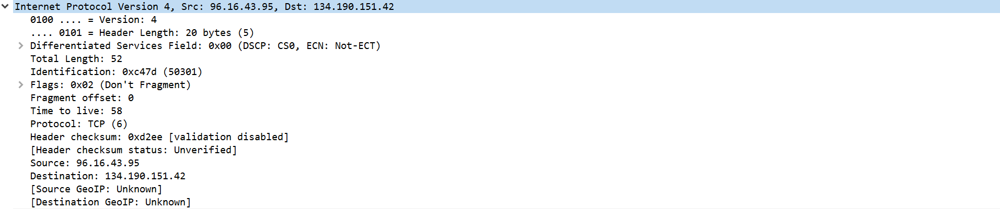 Internet Protocol Version 4, Src: 96.16.43.95, Dst: 134.190.151.42
0100 .... = Version: 4
.... 0101 = Header Length: 20 bytes (5)
Differentiated Services Field: 0x00 (DSCP: CS0, ECN: Not-ECT)
Total Length: 52
Identification: 0xc47d (50301)
Flags: 0x02 (Don't Fragment)
Fragment offset: 0
Time to live: 58
Protocol: TCP (6)
Header checksum: 0xd2ee [validation disabled]
[Header checksum status: Unverified]
Source: 96.16.43.95
Destination: 134.190.151.42
[Source GeoIP: Unknown]
[Destination GeoIP: Unknown]